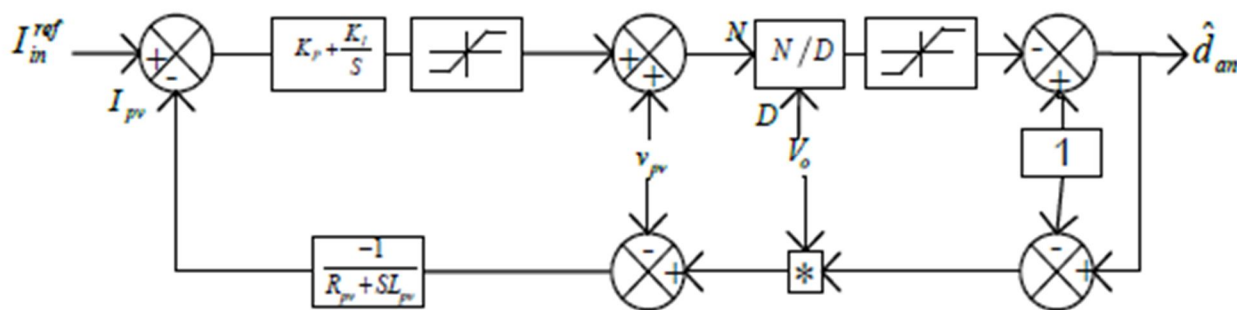 I_in^ref
+
-
I_pv
K_P + K_I/S
+
+
v_pv
N
N/D
D
V_o
-
+
d̂_an
1
-
+
*
-
+
-1/(R_pv + SL_pv)